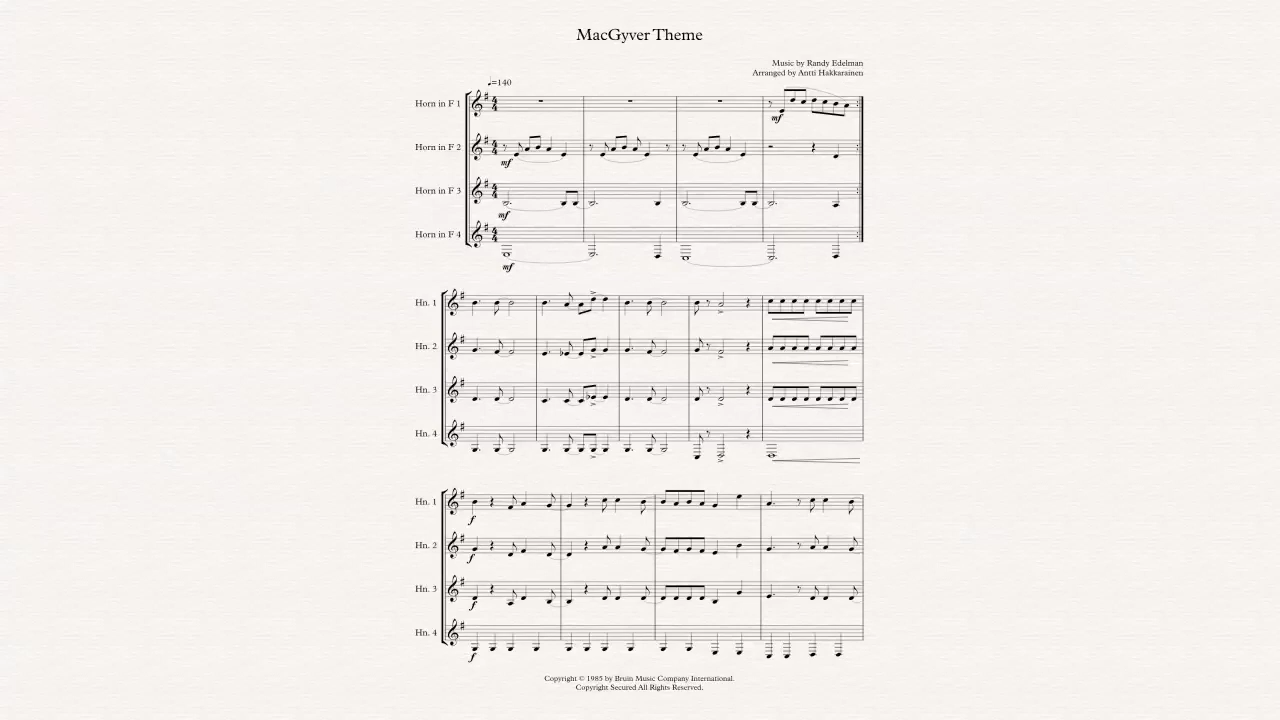 MacGyver Theme
Music by Randy Edelman
Arranged by Antti Hakkarainen
♩=140
Horn in F 1
mf
Horn in F 2
mf
Horn in F 3
mf
Horn in F 4
mf
Hn. 1
Hn. 2
Hn. 3
Hn. 4
Hn. 1
f
Hn. 2
f
Hn. 3
f
Hn. 4
f
Copyright © 1985 by Bruin Music Company International.
Copyright Secured All Rights Reserved.